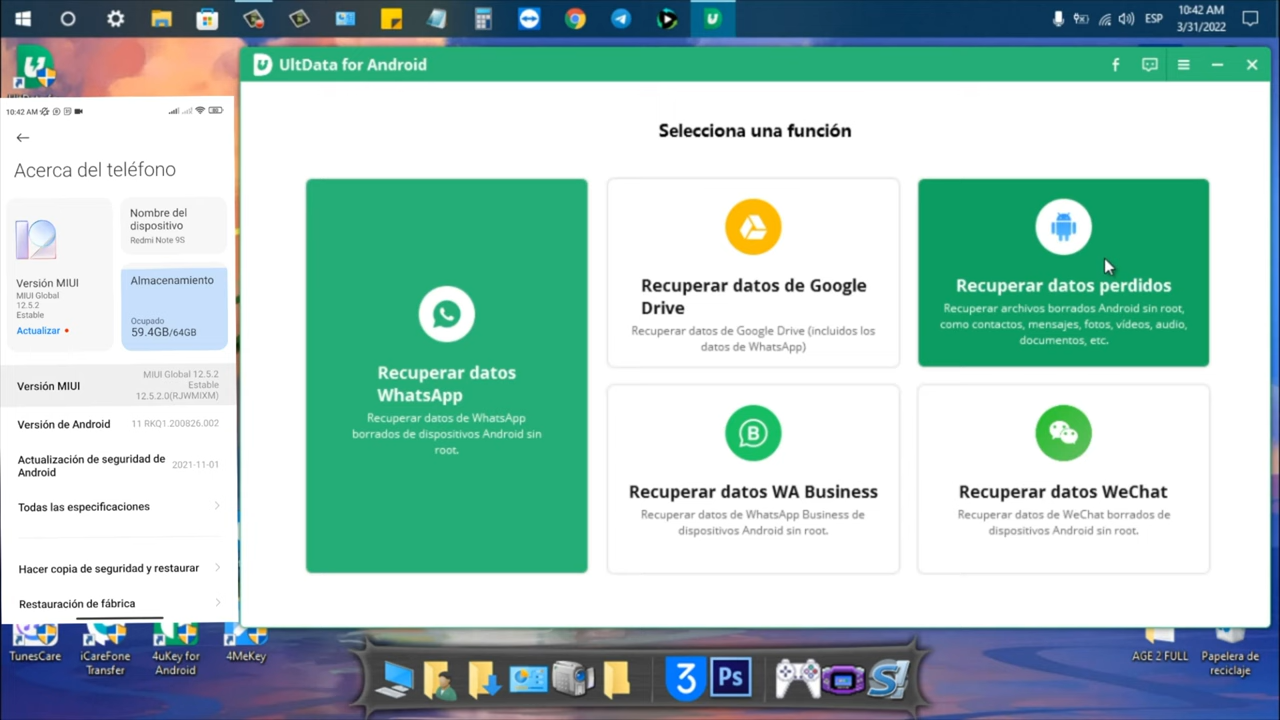 ESP
10:42 AM
3/31/2022
UltData for Android
10:42 AM
Acerca del teléfono
Versión MIUI
MIUI Global
12.5.2
Estable
Actualizar
Nombre del
dispositivo
Redmi Note 9S
Almacenamiento
Ocupado
59.4GB/64GB
Versión MIUI
MIUI Global 12.5.2
Estable
12.5.2.0(RJWMIXM)
Versión de Android
11 RKQ1.200826.002
Actualización de seguridad de
Android
2021-11-01
Todas las especificaciones
Hacer copia de seguridad y restaurar
Restauración de fábrica
Selecciona una función
Recuperar datos
WhatsApp
Recuperar datos de WhatsApp
borrados de dispositivos Android sin
root.
Recuperar datos de Google
Drive
Recuperar datos de Google Drive (incluidos los
datos de WhatsApp)
Recuperar datos perdidos
Recuperar archivos borrados Android sin root,
como contactos, mensajes, fotos, vídeos, audio,
documentos, etc.
Recuperar datos WA Business
Recuperar datos de WhatsApp Business de
dispositivos Android sin root.
Recuperar datos WeChat
Recuperar datos de WeChat borrados de
dispositivos Android sin root.
TunesCare
iCareFone
Transfer
4uKey for
Android
4MeKey
3
Ps
AGE 2 FULL
Papelera de
reciclaje